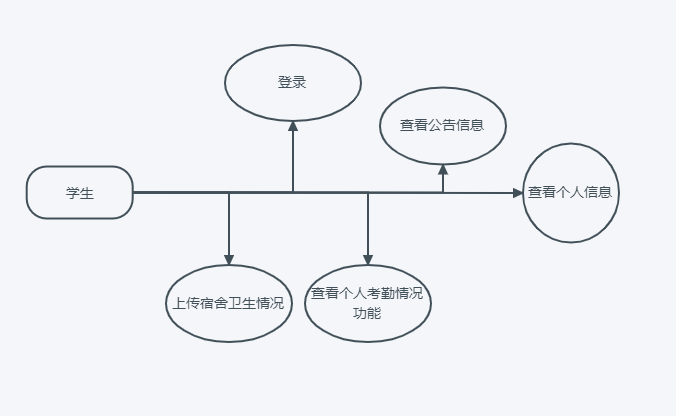 登录
查看公告信息
学生
查看个人信息
上传宿舍卫生情况
查看个人考勤情况
功能